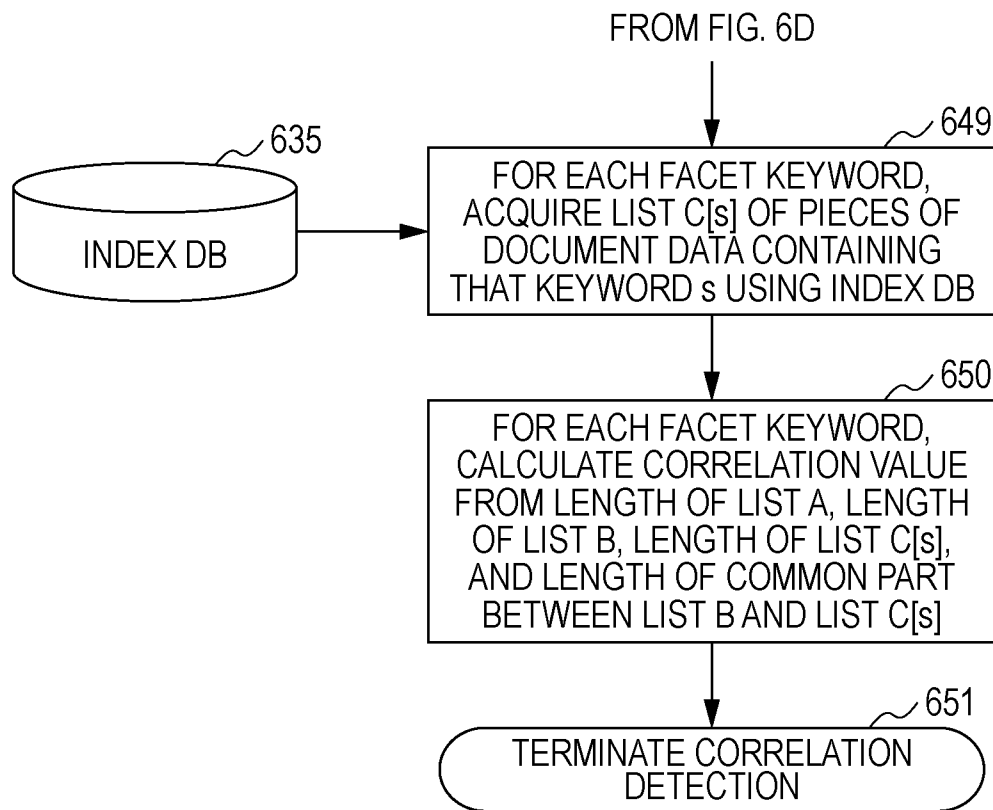 FROM FIG. 6D
635
INDEX DB
649
FOR EACH FACET KEYWORD,
ACQUIRE LIST C[s] OF PIECES OF
DOCUMENT DATA CONTAINING
THAT KEYWORD s USING INDEX DB
650
FOR EACH FACET KEYWORD,
CALCULATE CORRELATION VALUE
FROM LENGTH OF LIST A, LENGTH
OF LIST B, LENGTH OF LIST C[s],
AND LENGTH OF COMMON PART
BETWEEN LIST B AND LIST C[s]
651
TERMINATE CORRELATION
DETECTION